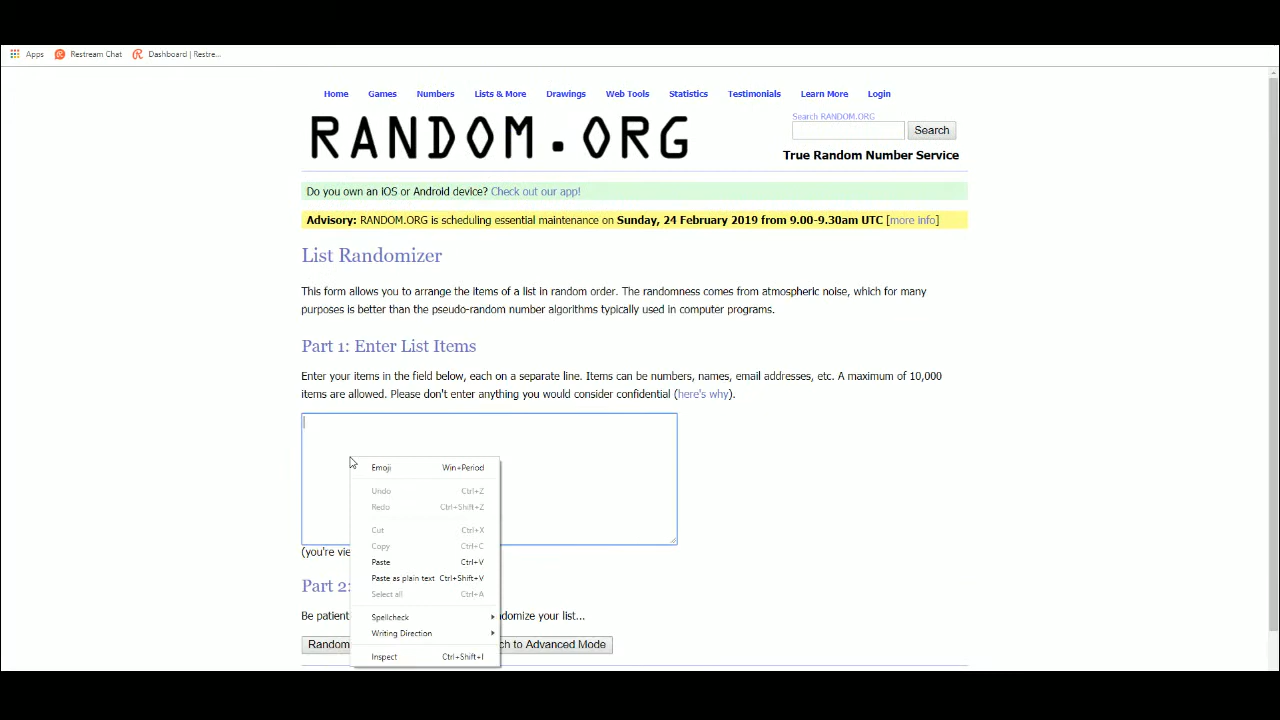 Apps Restream Chat Dashboard | Restre...
Home Games Numbers Lists & More Drawings Web Tools Statistics Testimonials Learn More Login
RANDOM.ORG
Search RANDOM.ORG
Search
True Random Number Service
Do you own an iOS or Android device? Check out our app!
Advisory: RANDOM.ORG is scheduling essential maintenance on Sunday, 24 February 2019 from 9.00-9.30am UTC [more info]
List Randomizer
This form allows you to arrange the items of a list in random order. The randomness comes from atmospheric noise, which for many
purposes is better than the pseudo-random number algorithms typically used in computer programs.
Part 1: Enter List Items
Enter your items in the field below, each on a separate line. Items can be numbers, names, email addresses, etc. A maximum of 10,000
items are allowed. Please don't enter anything you would consider confidential (here's why).
Emoji Win+Period
Undo Ctrl+Z
Redo Ctrl+Shift+Z
Cut Ctrl+X
Copy Ctrl+C
(you're vie
Paste Ctrl+V
Paste as plain text Ctrl+Shift+V
Part 2:
Select all Ctrl+A
Be patient
domize your list...
Spellcheck
Writing Direction
Random
ch to Advanced Mode
Inspect Ctrl+Shift+I